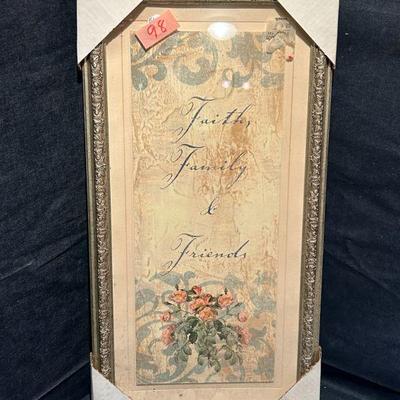 98
Faith,
Family
&
Friends